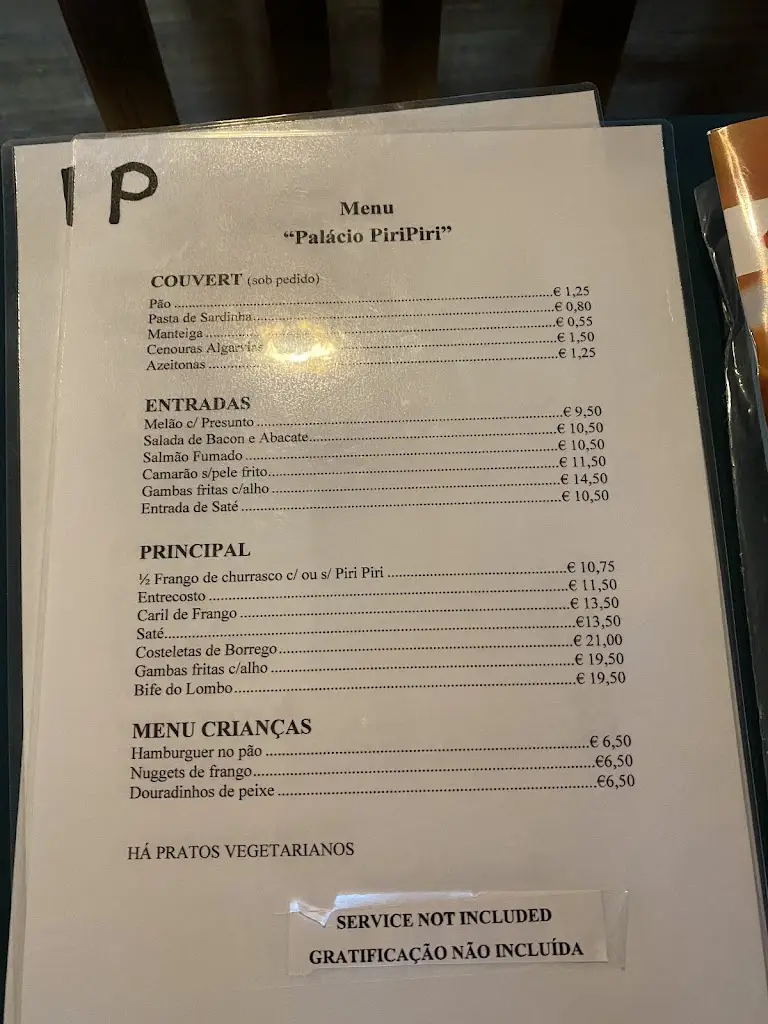 P
Menu
“Palácio PiriPiri”
COUVERT (sob pedido)
Pão ........ € 1,25
Pasta de Sardinha ........ € 0,80
Manteiga ........ € 0,55
Cenouras Algarvias ........ € 1,50
Azeitonas ........ € 1,25
ENTRADAS
Melão c/ Presunto ........ € 9,50
Salada de Bacon e Abacate ........ € 10,50
Salmão Fumado ........ € 10,50
Camarão s/pele frito ........ € 11,50
Gambas fritas c/alho ........ € 14,50
Entrada de Saté ........ € 10,50
PRINCIPAL
½ Frango de churrasco c/ ou s/ Piri Piri ........ € 10,75
Entrecosto ........ € 11,50
Caril de Frango ........ € 13,50
Saté ........ €13,50
Costeletas de Borrego ........ € 21,00
Gambas fritas c/alho ........ € 19,50
Bife do Lombo ........ € 19,50
MENU CRIANÇAS
Hamburguer no pão ........ € 6,50
Nuggets de frango ........ €6,50
Douradinhos de peixe ........ €6,50
HÁ PRATOS VEGETARIANOS
SERVICE NOT INCLUDED
GRATIFICAÇÃO NÃO INCLUÍDA